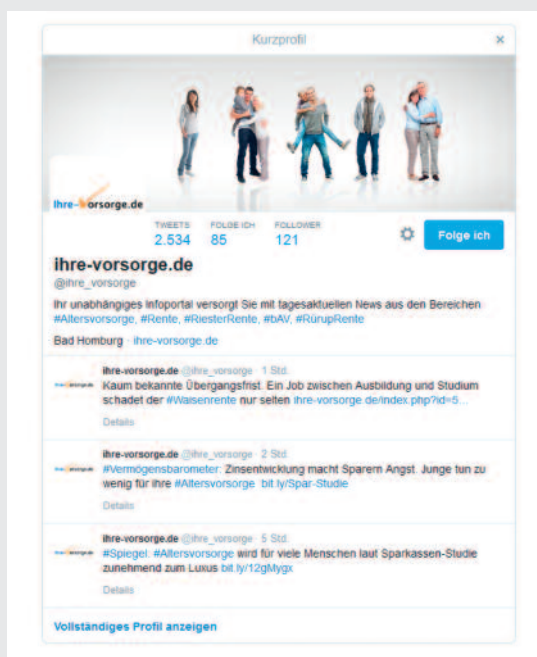 Kurzprofil ×
Ihre-vorsorge.de
TWEETS FOLGE ICH FOLLOWER
2.534 85 121
Folge ich
ihre-vorsorge.de
@ihre_vorsorge
Ihr unabhängiges Infoportal versorgt Sie mit tagesaktuellen News aus den Bereichen
#Altersvorsorge, #Rente, #RiesterRente, #bAV, #RürupRente
Bad Homburg · ihre-vorsorge.de
ihre-vorsorge.de @ihre_vorsorge · 1 Std.
Kaum bekannte Übergangsfrist. Ein Job zwischen Ausbildung und Studium
schadet der #Waisenrente nur selten ihre-vorsorge.de/index.php?id=5...
Details
ihre-vorsorge.de @ihre_vorsorge · 2 Std.
#Vermögensbarometer: Zinsentwicklung macht Sparern Angst. Junge tun zu
wenig für ihre #Altersvorsorge bit.ly/Spar-Studie
Details
ihre-vorsorge.de @ihre_vorsorge · 5 Std.
#Spiegel: #Altersvorsorge wird für viele Menschen laut Sparkassen-Studie
zunehmend zum Luxus bit.ly/12gMygx
Details
Vollständiges Profil anzeigen